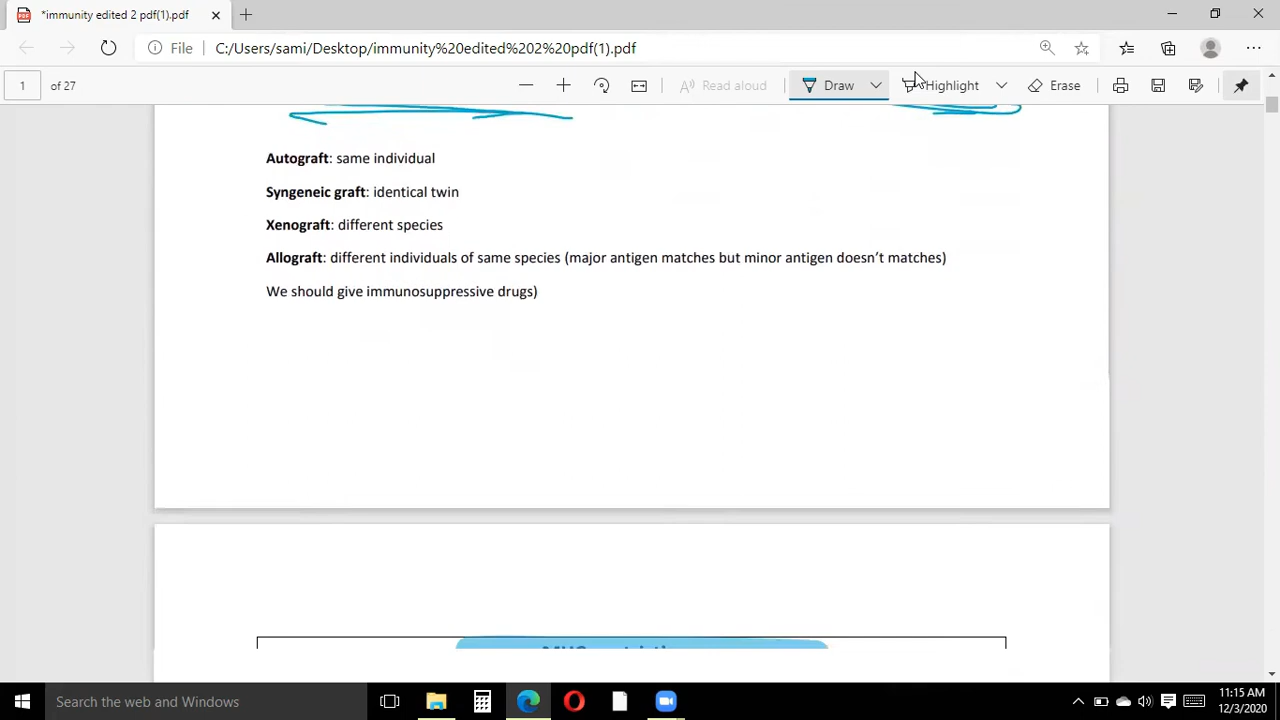 *immunity edited 2 pdf(1).pdf
File C:/Users/sami/Desktop/immunity%20edited%202%20pdf(1).pdf
1 of 27 Read aloud Draw Highlight Erase
Autograft: same individual
Syngeneic graft: identical twin
Xenograft: different species
Allograft: different individuals of same species (major antigen matches but minor antigen doesn't matches)
We should give immunosuppressive drugs)
Search the web and Windows
11:15 AM
12/3/2020